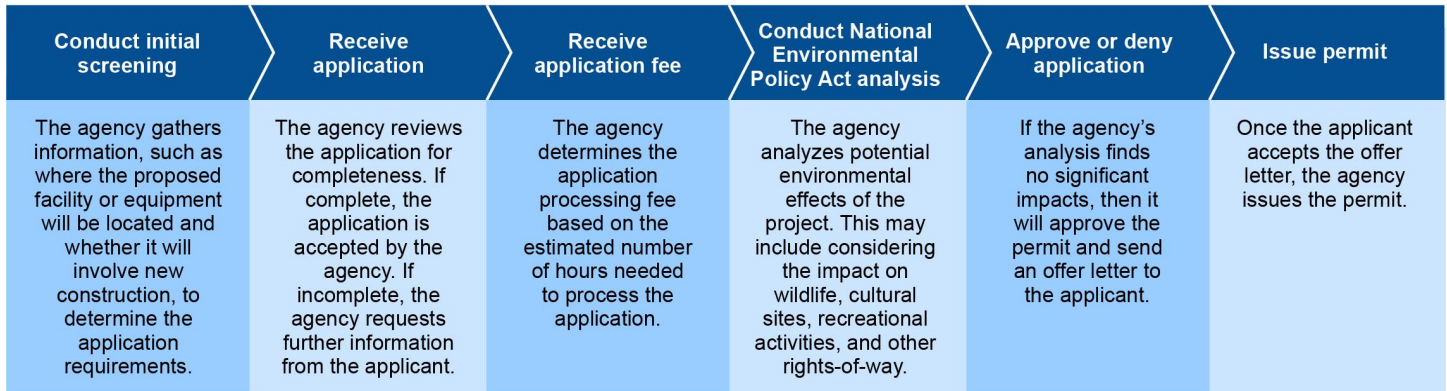 Conduct initial
screening
Receive
application
Receive
application fee
Conduct National
Environmental
Policy Act analysis
Approve or deny
application
Issue permit
The agency gathers
information, such as
where the proposed
facility or equipment
will be located and
whether it will
involve new
construction, to
determine the
application
requirements.
The agency reviews
the application for
completeness. If
complete, the
application is
accepted by the
agency. If
incomplete, the
agency requests
further information
from the applicant.
The agency
determines the
application
processing fee
based on the
estimated number
of hours needed
to process the
application.
The agency
analyzes potential
environmental
effects of the
project. This may
include considering
the impact on
wildlife, cultural
sites, recreational
activities, and other
rights-of-way.
If the agency’s
analysis finds
no significant
impacts, then it
will approve the
permit and send
an offer letter to
the applicant.
Once the applicant
accepts the offer
letter, the agency
issues the permit.